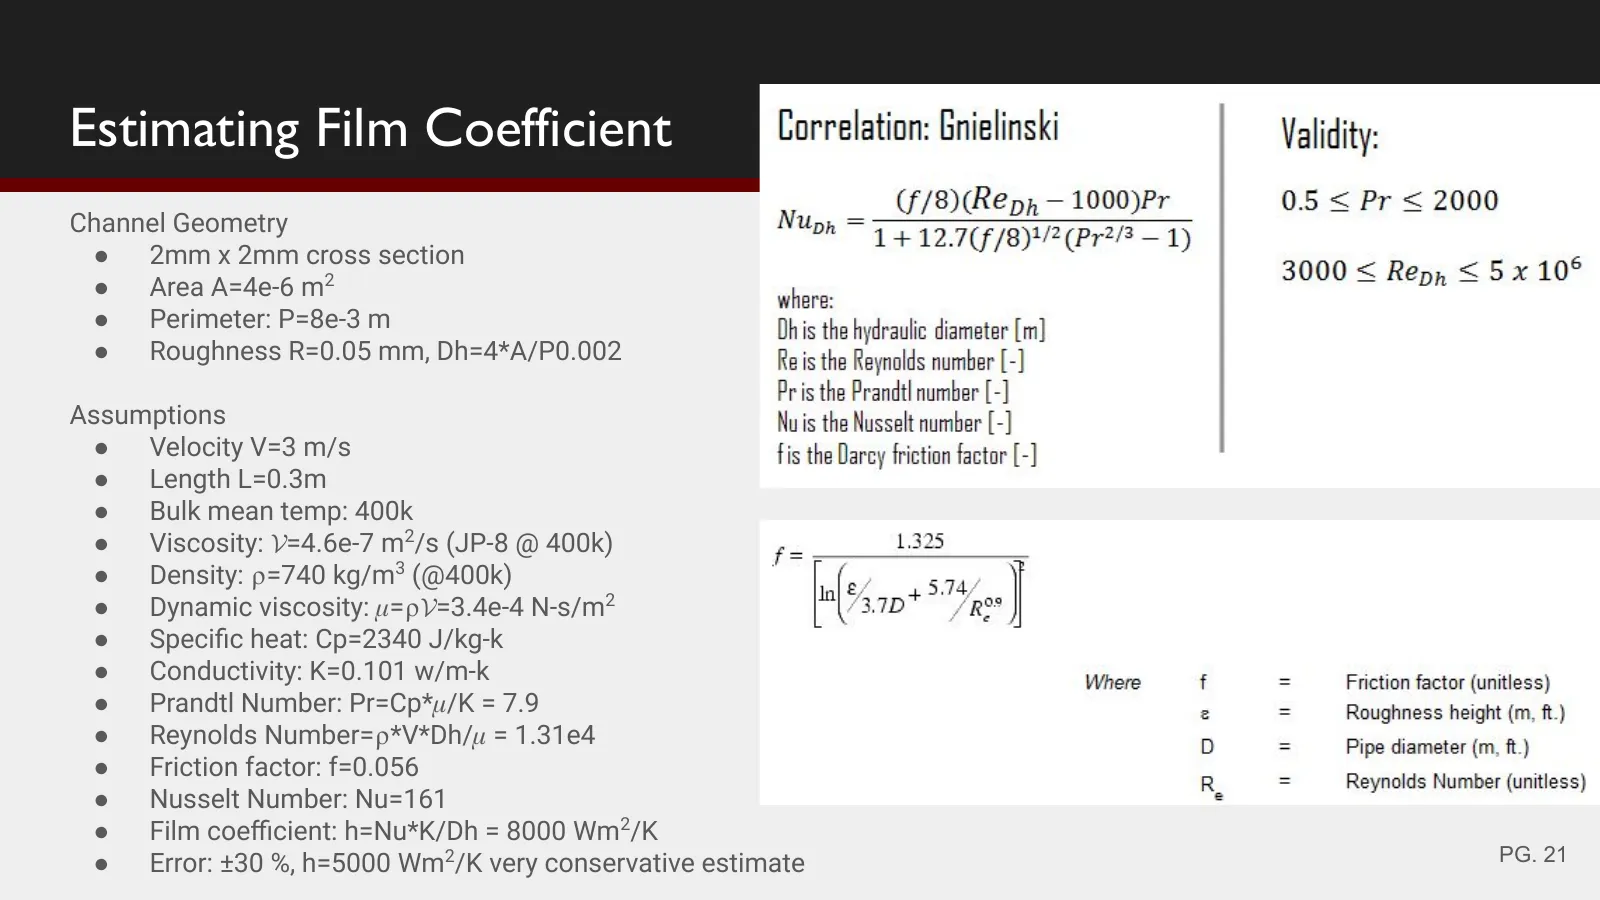 Estimating Film Coefficient
Channel Geometry
● 2mm x 2mm cross section
● Area A=4e-6 m²
● Perimeter: P=8e-3 m
● Roughness R=0.05 mm, Dh=4*A/P0.002
Assumptions
● Velocity V=3 m/s
● Length L=0.3m
● Bulk mean temp: 400k
● Viscosity: 𝒱=4.6e-7 m²/s (JP-8 @ 400k)
● Density: ρ=740 kg/m³ (@400k)
● Dynamic viscosity: μ=ρ𝒱=3.4e-4 N-s/m²
● Specific heat: Cp=2340 J/kg-k
● Conductivity: K=0.101 w/m-k
● Prandtl Number: Pr=Cp*μ/K = 7.9
● Reynolds Number=ρ*V*Dh/μ = 1.31e4
● Friction factor: f=0.056
● Nusselt Number: Nu=161
● Film coefficient: h=Nu*K/Dh = 8000 Wm²/K
● Error: ±30 %, h=5000 Wm²/K very conservative estimate
Correlation: Gnielinski
Nu_Dh = (f/8)(Re_Dh − 1000)Pr / 1 + 12.7(f/8)^1/2 (Pr^2/3 − 1)
where:
Dh is the hydraulic diameter [m]
Re is the Reynolds number [-]
Pr is the Prandtl number [-]
Nu is the Nusselt number [-]
f is the Darcy friction factor [-]
Validity:
0.5 ≤ Pr ≤ 2000
3000 ≤ Re_Dh ≤ 5 x 10⁶
f = 1.325 / [ln(ε/3.7D + 5.74/R_e^0.9)]²
Where f = Friction factor (unitless)
ε = Roughness height (m, ft.)
D = Pipe diameter (m, ft.)
R_e = Reynolds Number (unitless)
PG. 21